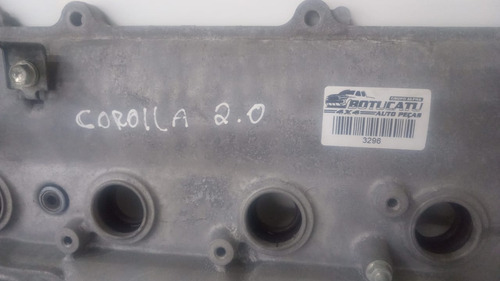 COROLLA 2.0
BOTUCATU
4X4 AUTO PEÇAS
3286